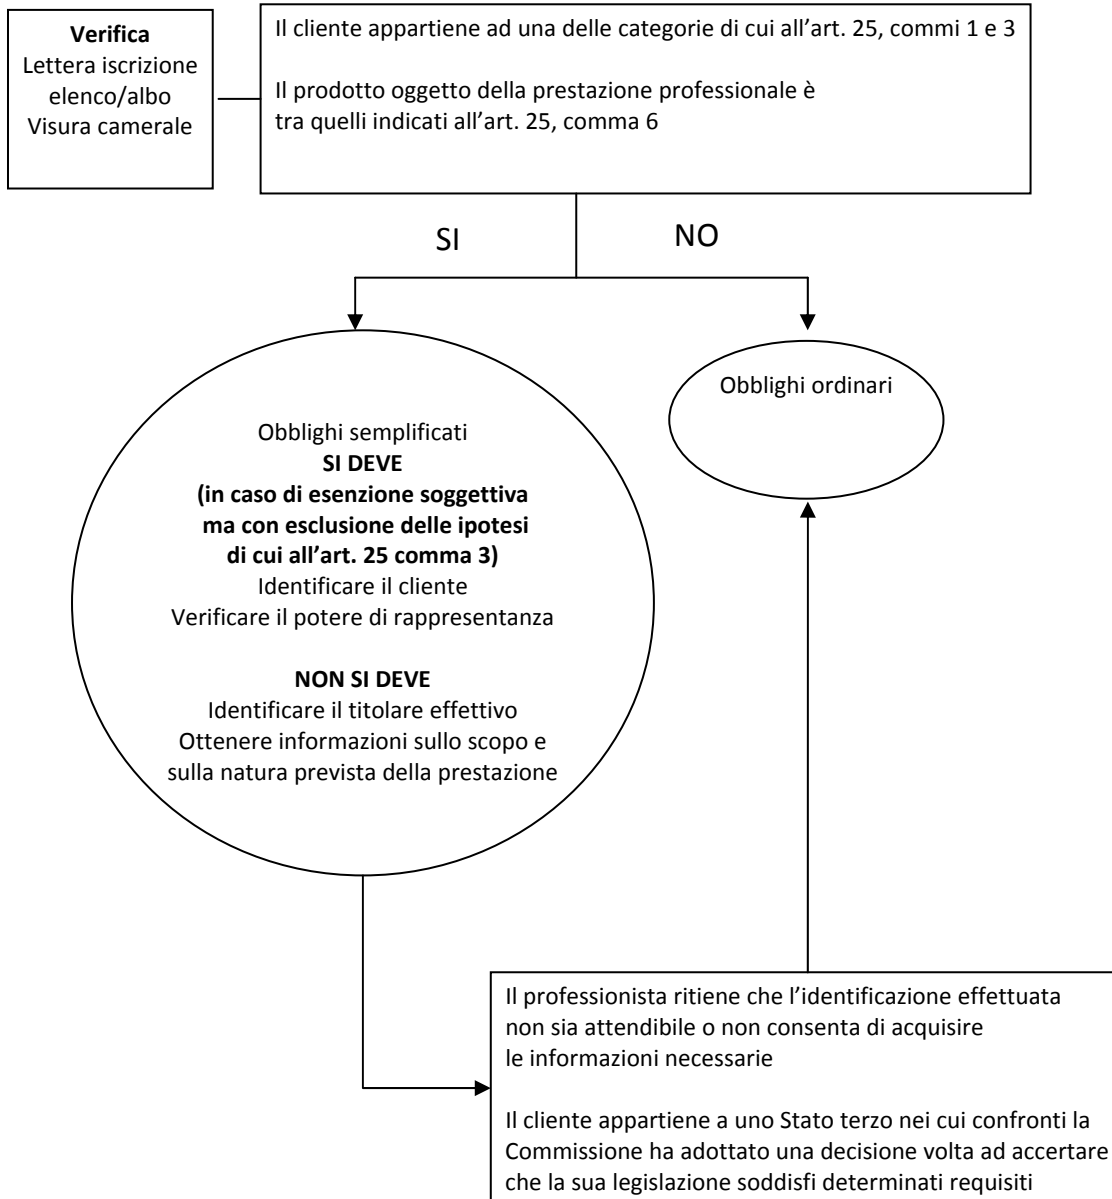 Verifica
Lettera iscrizione
elenco/albo
Visura camerale
Il cliente appartiene ad una delle categorie di cui all’art. 25, commi 1 e 3
Il prodotto oggetto della prestazione professionale è
tra quelli indicati all’art. 25, comma 6
SI
NO
Obblighi semplificati
SI DEVE
(in caso di esenzione soggettiva
ma con esclusione delle ipotesi
di cui all’art. 25 comma 3)
Identificare il cliente
Verificare il potere di rappresentanza
NON SI DEVE
Identificare il titolare effettivo
Ottenere informazioni sullo scopo e
sulla natura prevista della prestazione
Obblighi ordinari
Il professionista ritiene che l’identificazione effettuata
non sia attendibile o non consenta di acquisire
le informazioni necessarie
Il cliente appartiene a uno Stato terzo nei cui confronti la
Commissione ha adottato una decisione volta ad accertare
che la sua legislazione soddisfi determinati requisiti